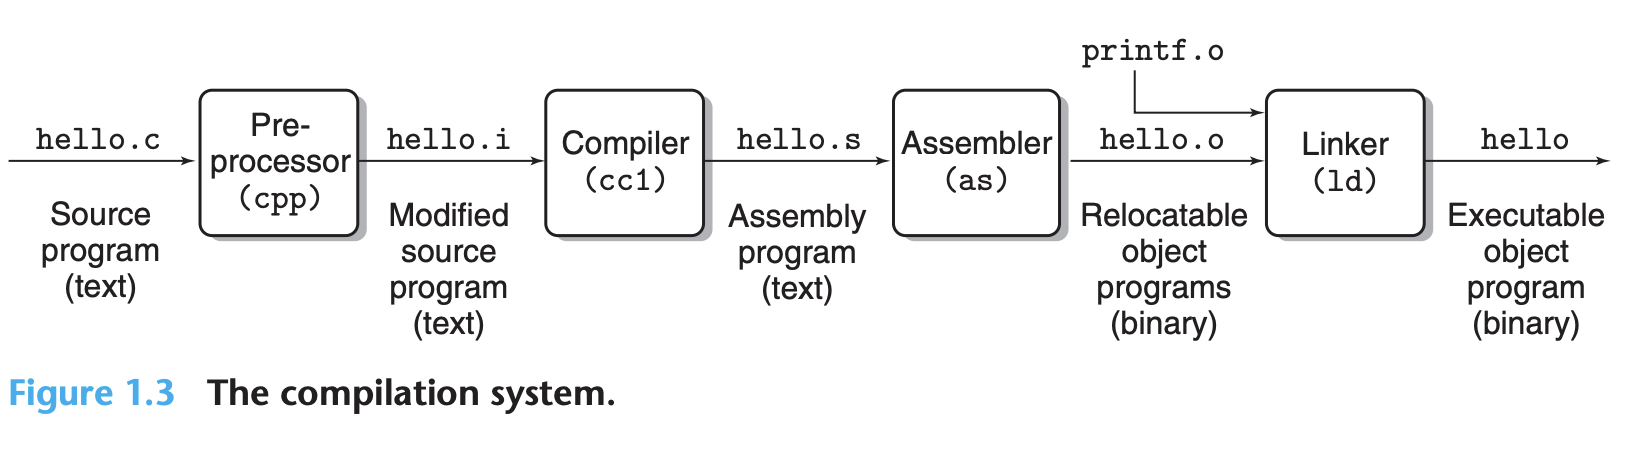 printf.o
hello.c
Pre-
processor
(cpp)
hello.i
Compiler
(cc1)
hello.s
Assembler
(as)
hello.o
Linker
(ld)
hello
Source
program
(text)
Modified
source
program
(text)
Assembly
program
(text)
Relocatable
object
programs
(binary)
Executable
object
program
(binary)
Figure 1.3 The compilation system.